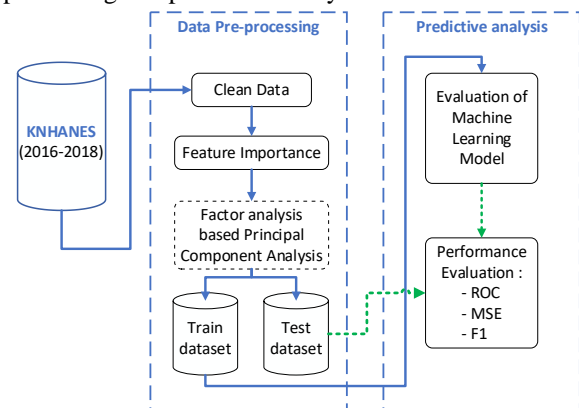 Data Pre-processing
Predictive analysis
KNHANES
(2016-2018)
Clean Data
Feature Importance
Factor analysis
based Principal
Component Analysis
Train
dataset
Test
dataset
Evaluation of
Machine
Learning
Model
Performance
Evaluation :
- ROC
- MSE
- F1